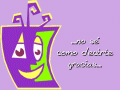 ...no sé
como decirte
gracias...